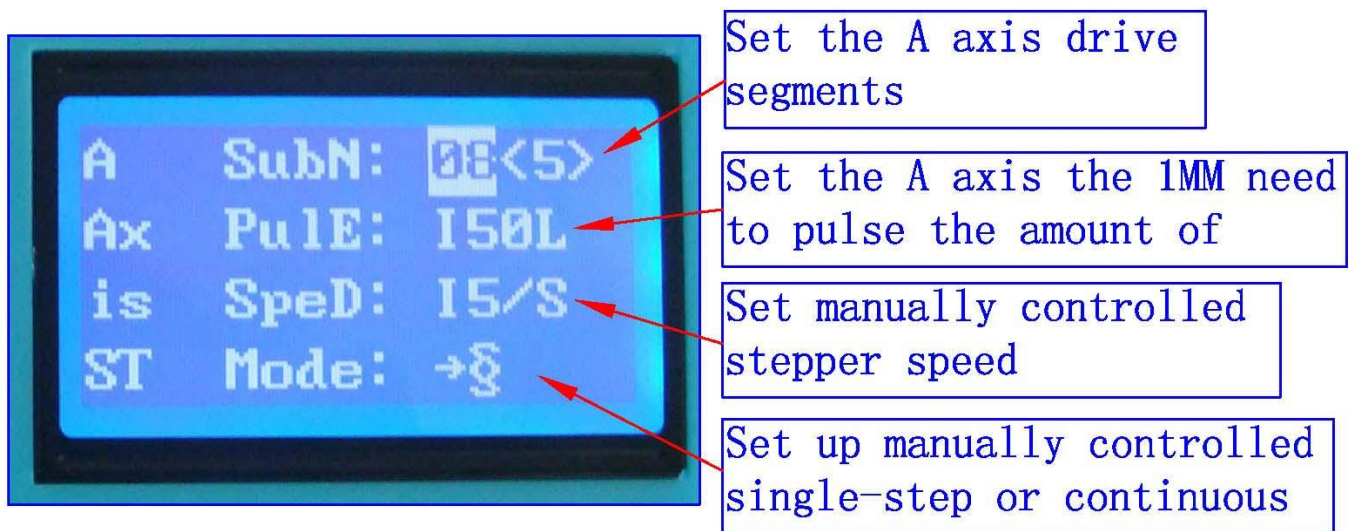 A SubN: 08<5>
Ax PulE: I50L
is SpeD: I5/S
ST Mode: →§
Set the A axis drive
segments
Set the A axis the 1MM need
to pulse the amount of
Set manually controlled
stepper speed
Set up manually controlled
single-step or continuous